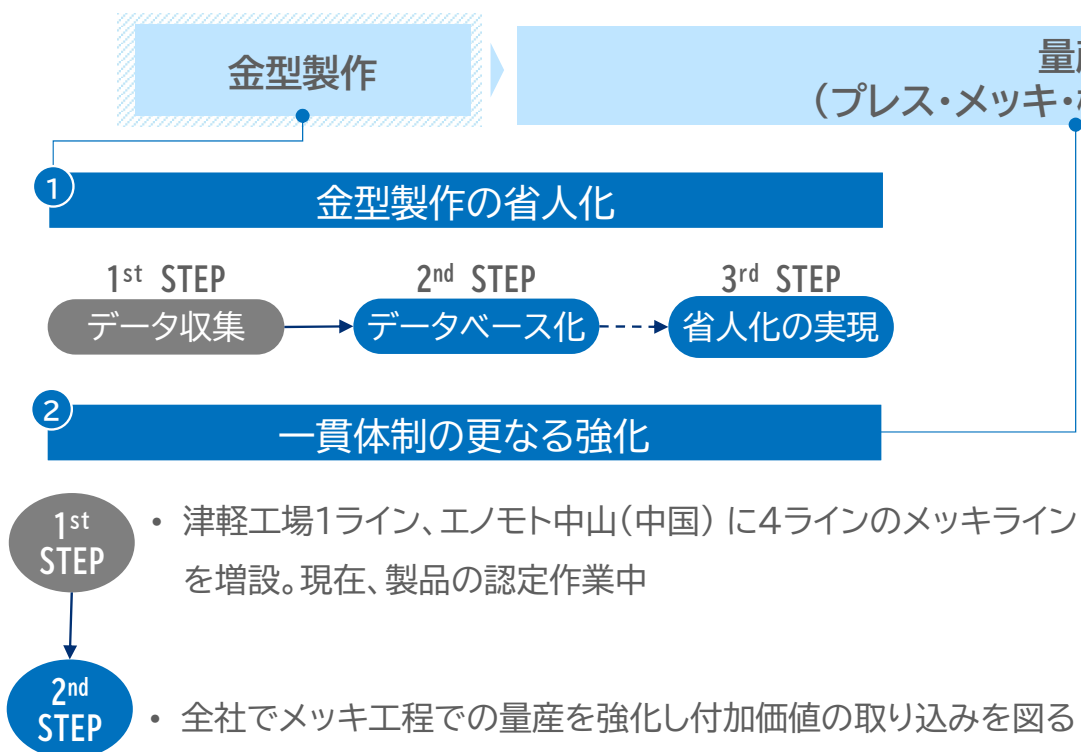 金型製作
量
(プレス・メッキ・
1
金型製作の省人化
1st STEP 2nd STEP 3rd STEP
データ収集 データベース化 省人化の実現
2
一貫体制の更なる強化
1st
STEP
• 津軽工場1ライン、エノモト中山(中国) に4ラインのメッキライン
を増設。現在、製品の認定作業中
2nd
STEP
• 全社でメッキ工程での量産を強化し付加価値の取り込みを図る